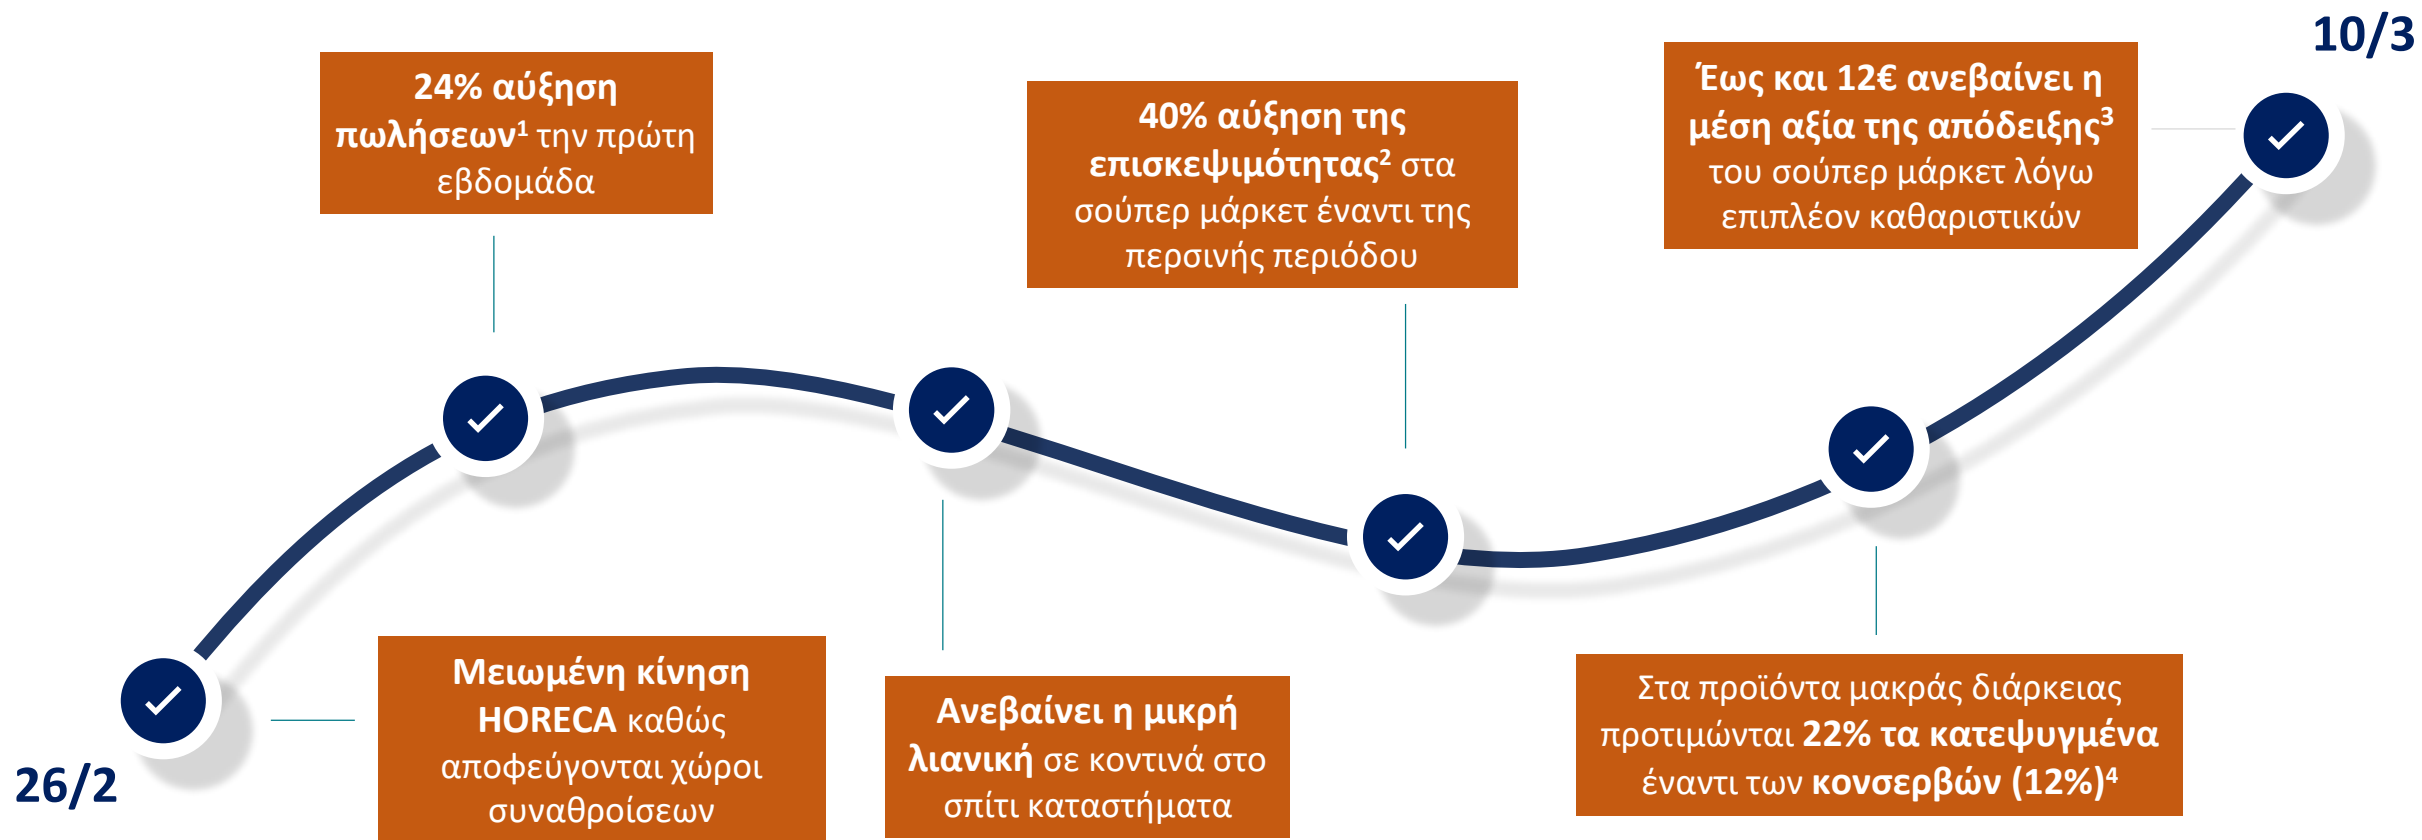 10/3
24% αύξηση
πωλήσεων¹ την πρώτη
εβδομάδα
40% αύξηση της
επισκεψιμότητας² στα
σούπερ μάρκετ έναντι της
περσινής περιόδου
Έως και 12€ ανεβαίνει η
μέση αξία της απόδειξης³
του σούπερ μάρκετ λόγω
επιπλέον καθαριστικών
26/2
Μειωμένη κίνηση
HORECA καθώς
αποφεύγονται χώροι
συναθροίσεων
Ανεβαίνει η μικρή
λιανική σε κοντινά στο
σπίτι καταστήματα
Στα προϊόντα μακράς διάρκειας
προτιμώνται 22% τα κατεψυγμένα
έναντι των κονσερβών (12%)⁴